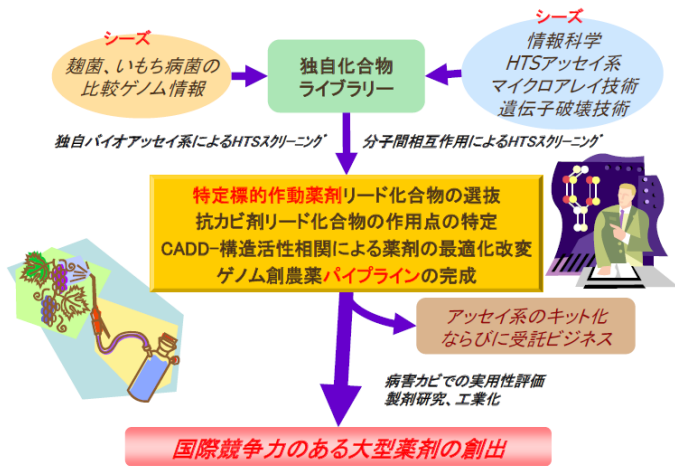 シーズ
麹菌、いもち病菌の
比較ゲノム情報
独自化合物
ライブラリー
シーズ
情報科学
HTSアッセイ系
マイクロアレイ技術
遺伝子破壊技術
独自バイオアッセイ系によるHTSスクリーニング
分子間相互作用によるHTSスクリーニング
特定標的作動薬剤リード化合物の選抜
抗カビ剤リード化合物の作用点の特定
CADD-構造活性相関による薬剤の最適化改変
ゲノム創農薬パイプラインの完成
アッセイ系のキット化
ならびに受託ビジネス
病害カビでの実用性評価
製剤研究、工業化
国際競争力のある大型薬剤の創出